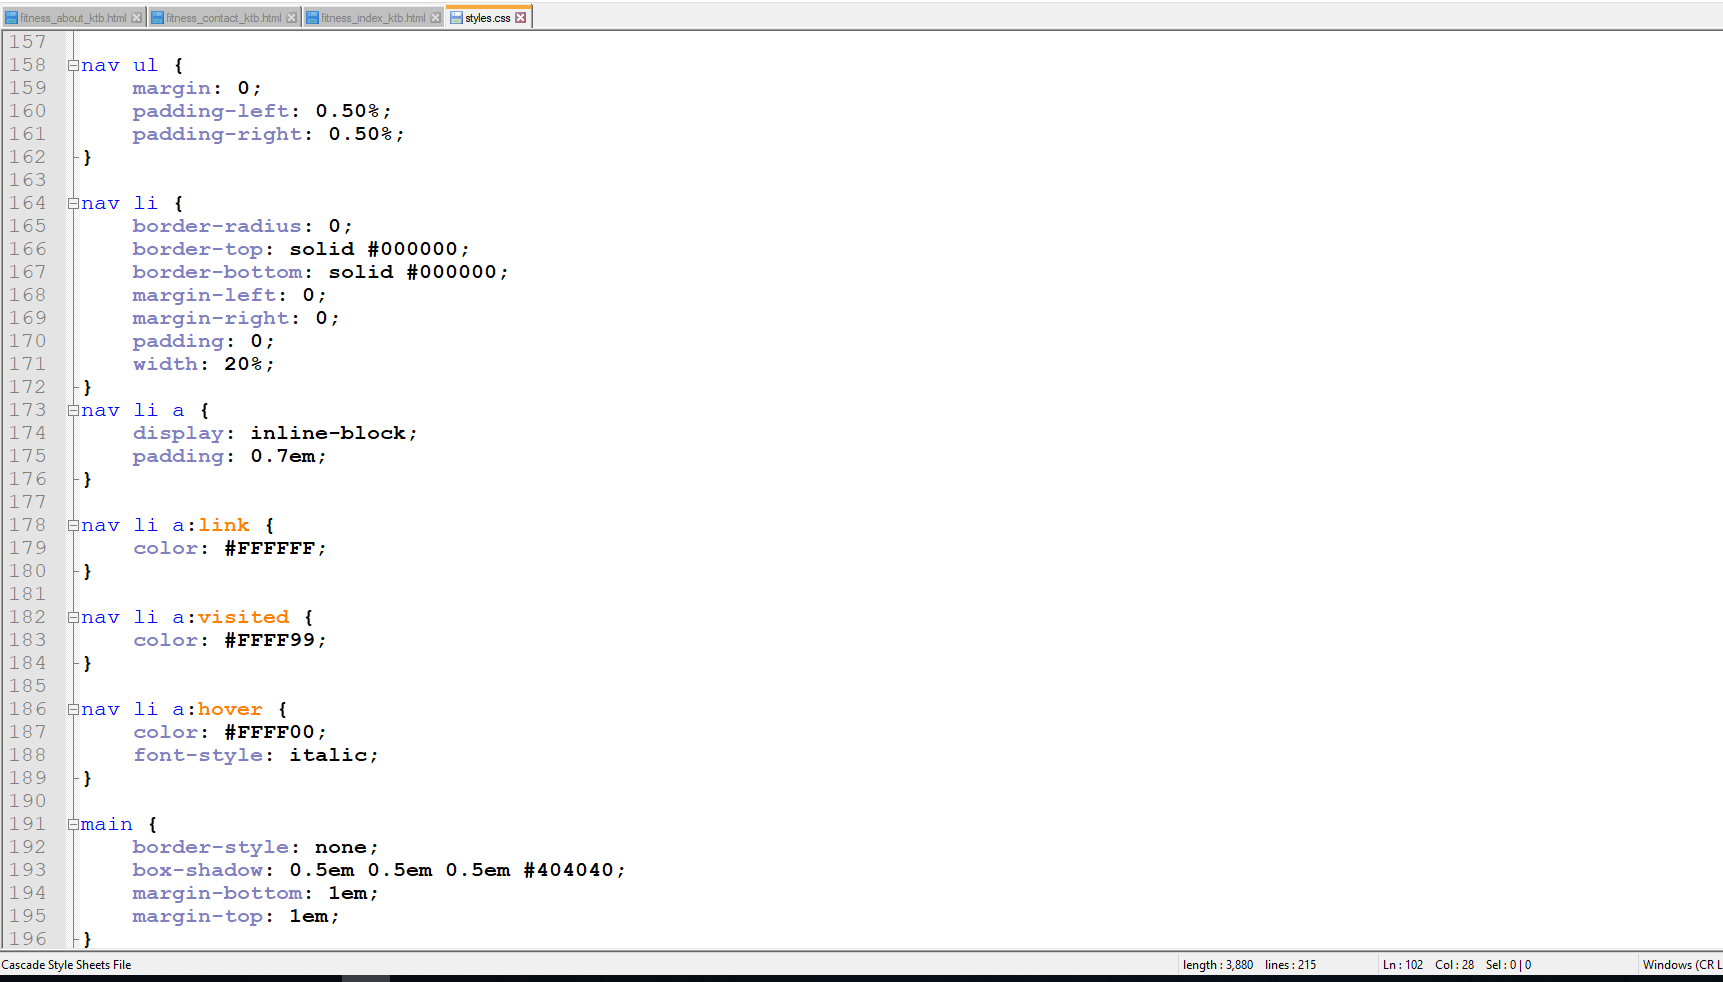 fitness_about_ktb.html fitness_contact_ktb.html fitness_index_ktb.html styles.css
157
158 nav ul {
159 margin: 0;
160 padding-left: 0.50%;
161 padding-right: 0.50%;
162 }
163
164 nav li {
165 border-radius: 0;
166 border-top: solid #000000;
167 border-bottom: solid #000000;
168 margin-left: 0;
169 margin-right: 0;
170 padding: 0;
171 width: 20%;
172 }
173 nav li a {
174 display: inline-block;
175 padding: 0.7em;
176 }
177
178 nav li a:link {
179 color: #FFFFFF;
180 }
181
182 nav li a:visited {
183 color: #FFFF99;
184 }
185
186 nav li a:hover {
187 color: #FFFF00;
188 font-style: italic;
189 }
190
191 main {
192 border-style: none;
193 box-shadow: 0.5em 0.5em 0.5em #404040;
194 margin-bottom: 1em;
195 margin-top: 1em;
196 }
Cascade Style Sheets File length : 3,880 lines : 215 Ln : 102 Col : 28 Sel : 0 | 0 Windows (CR L